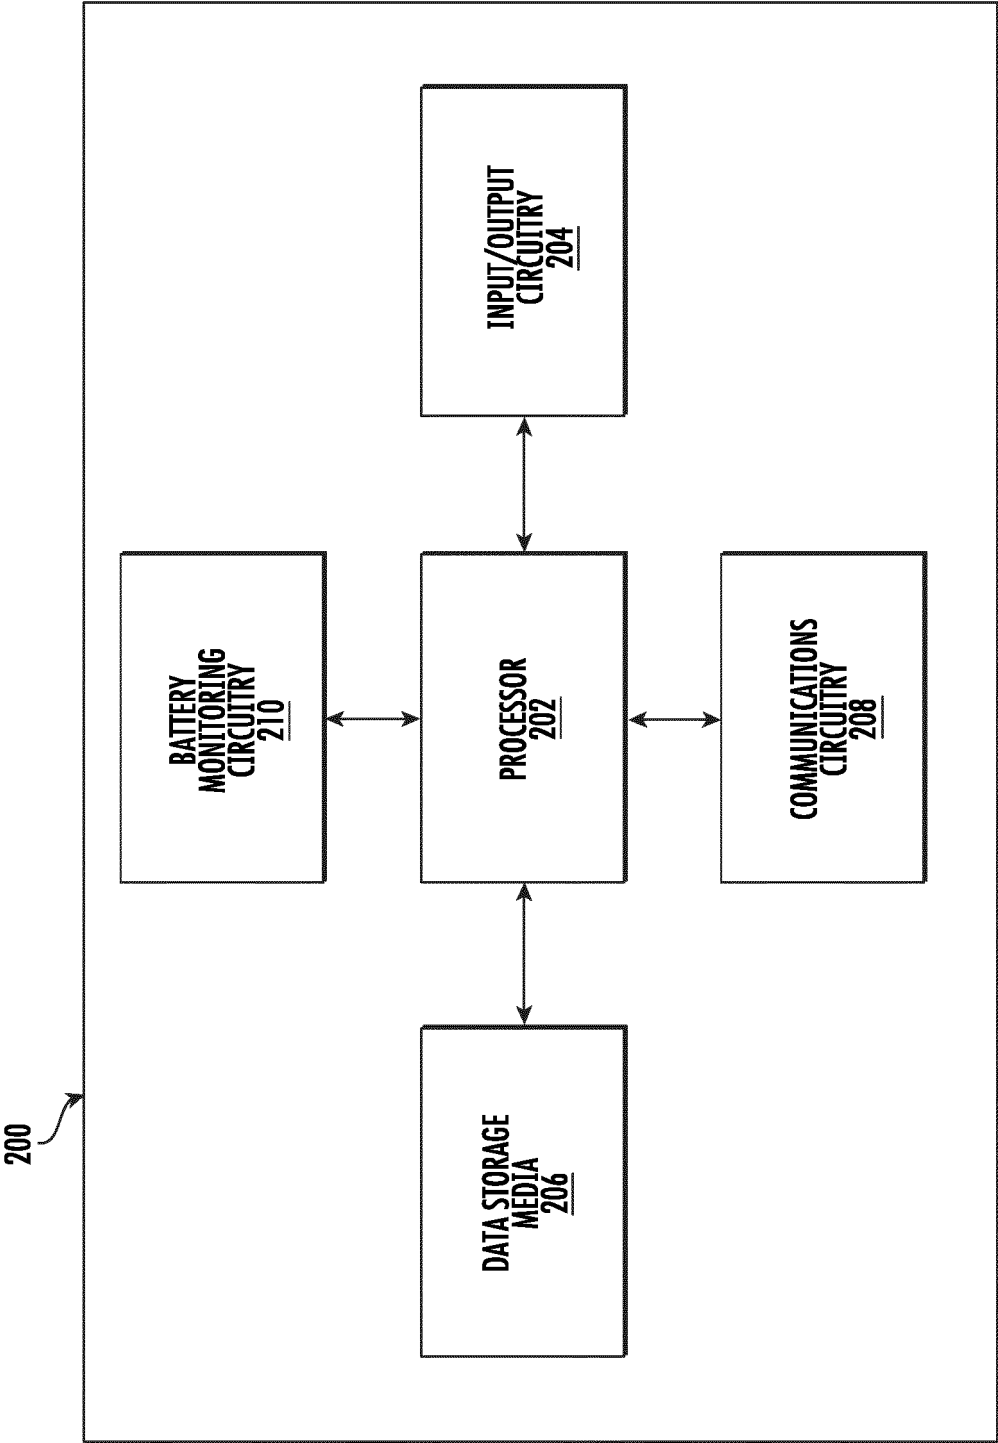 200
BATTERY
MONITORING
CIRCUITRY
210
DATA STORAGE
MEDIA
206
PROCESSOR
202
INPUT/OUTPUT
CIRCUITRY
204
COMMUNICATIONS
CIRCUITRY
208